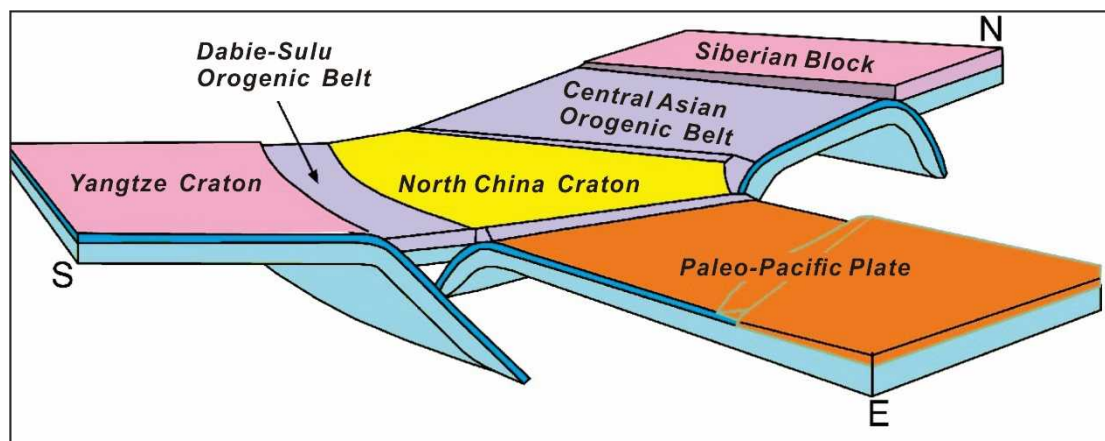 N
Siberian Block
Dabie-Sulu
Orogenic Belt
Central Asian
Orogenic Belt
Yangtze Craton
North China Craton
Paleo-Pacific Plate
S
E